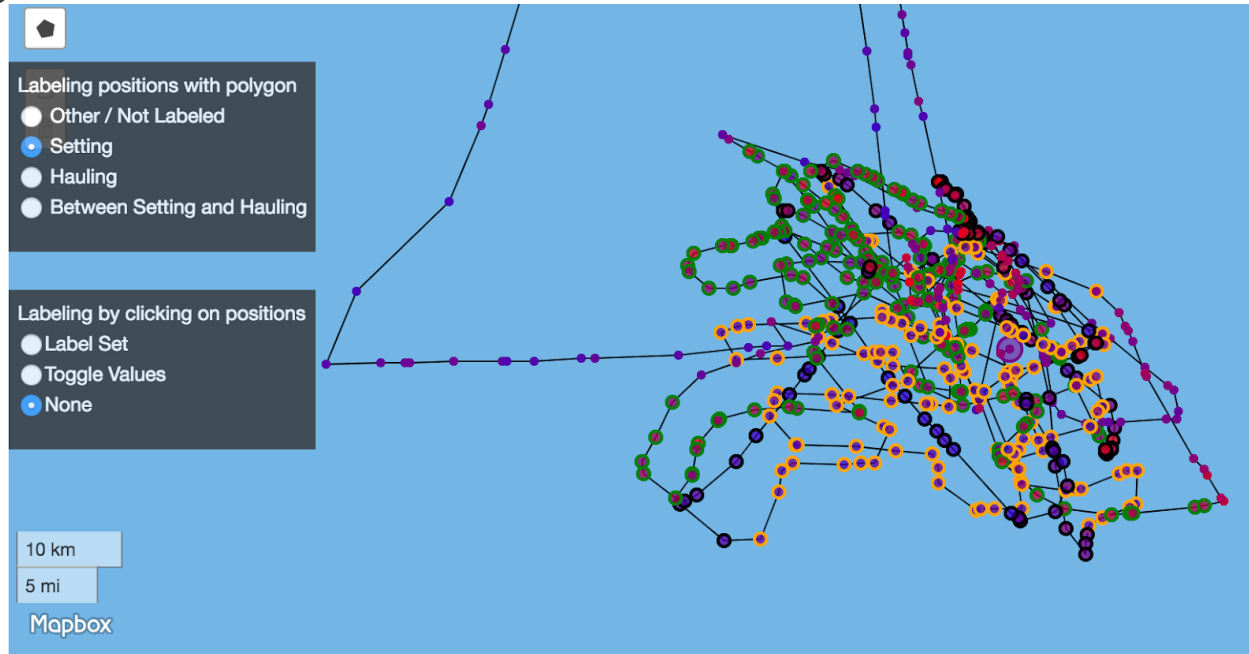 Labeling positions with polygon
Other / Not Labeled
Setting
Hauling
Between Setting and Hauling
Labeling by clicking on positions
Label Set
Toggle Values
None
10 km
5 mi
Mapbox